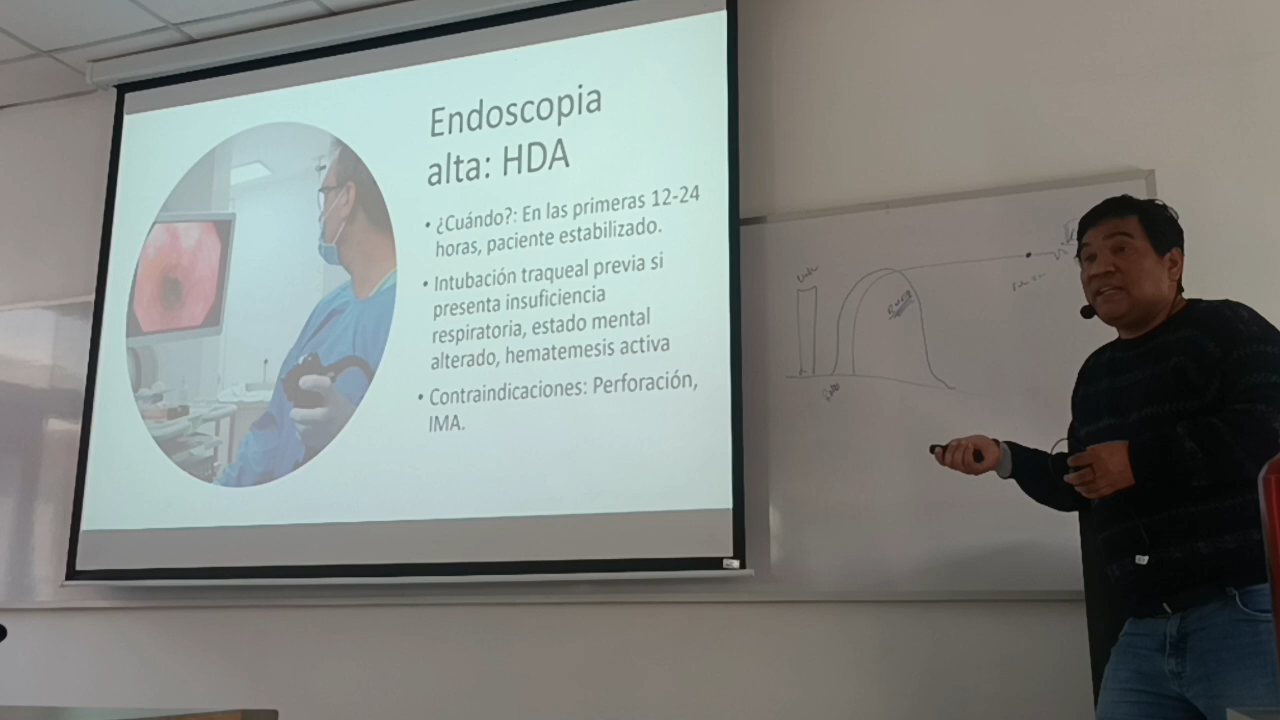 Endoscopia
alta: HDA
• ¿Cuándo?: En las primeras 12-24
horas, paciente estabilizado.
• Intubación traqueal previa si
presenta insuficiencia
respiratoria, estado mental
alterado, hematemesis activa
• Contraindicaciones: Perforación,
IMA.